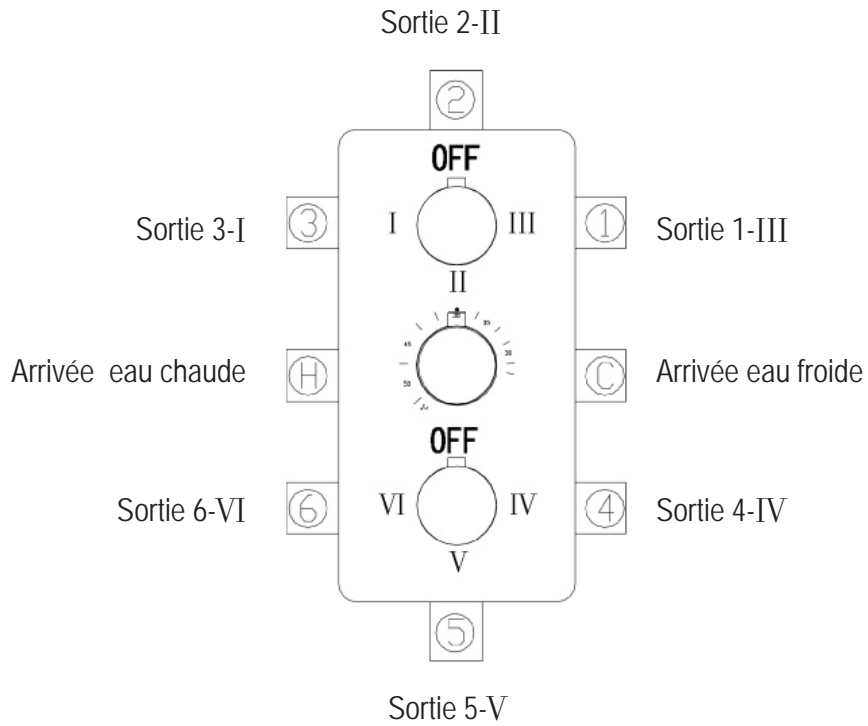 Sortie 2-II
2
OFF
Sortie 3-I
3
I
III
1
Sortie 1-III
II
Arrivée eau chaude
H
C
Arrivée eau froide
OFF
Sortie 6-VI
6
VI
IV
4
Sortie 4-IV
V
5
Sortie 5-V